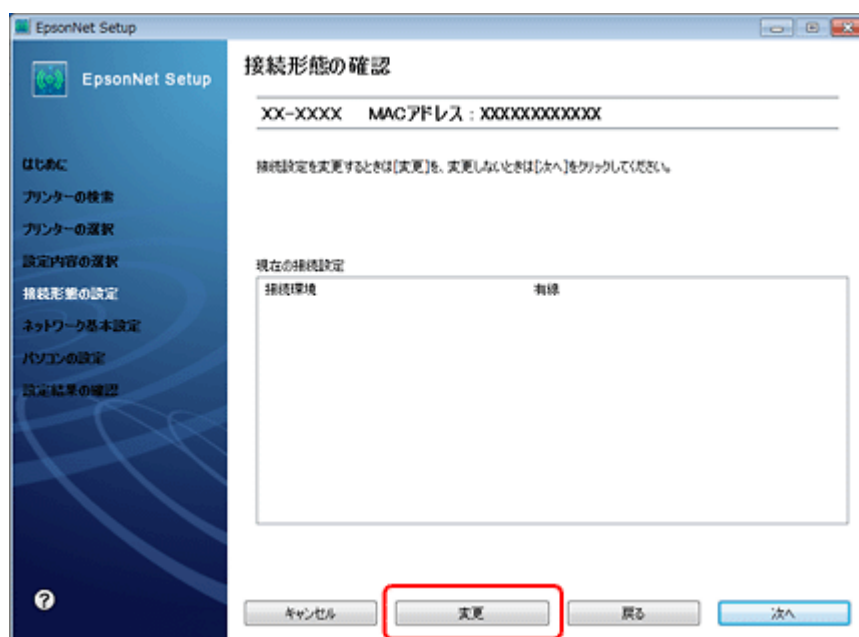 EpsonNet Setup
EpsonNet Setup
はじめに
プリンターの検索
プリンターの選択
設定内容の選択
接続形態の設定
ネットワーク基本設定
パソコンの設定
設定結果の確認
?
接続形態の確認
XX-XXXX MACアドレス：XXXXXXXXXXXX
接続設定を変更するときは[変更]を、変更しないときは[次へ]をクリックしてください。
現在の接続設定
接続環境 有線
キャンセル 変更 戻る 次へ